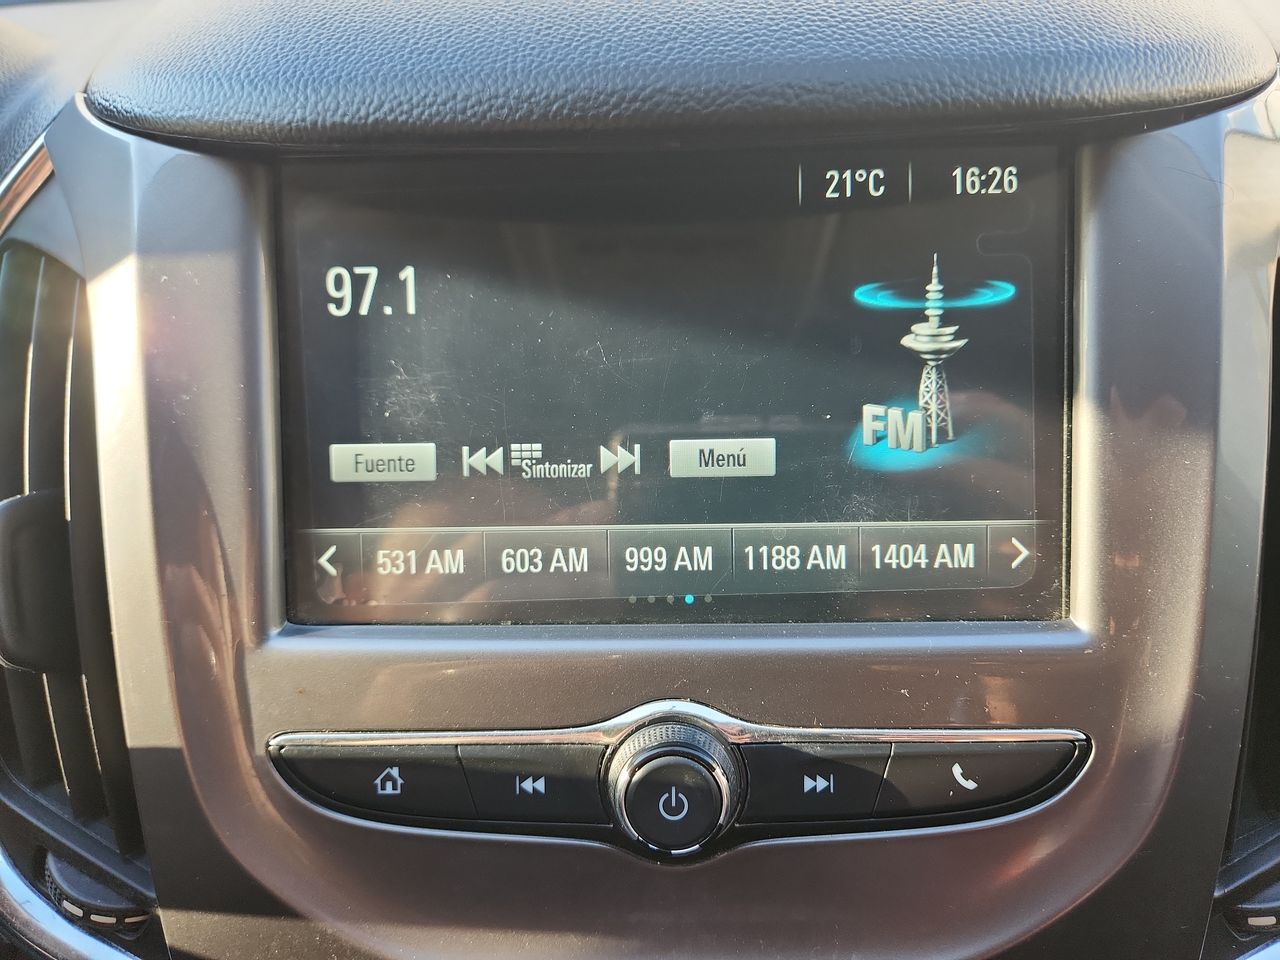 21°C 16:26
97.1
FM
Fuente Sintonizar Menú
531 AM 603 AM 999 AM 1188 AM 1404 AM